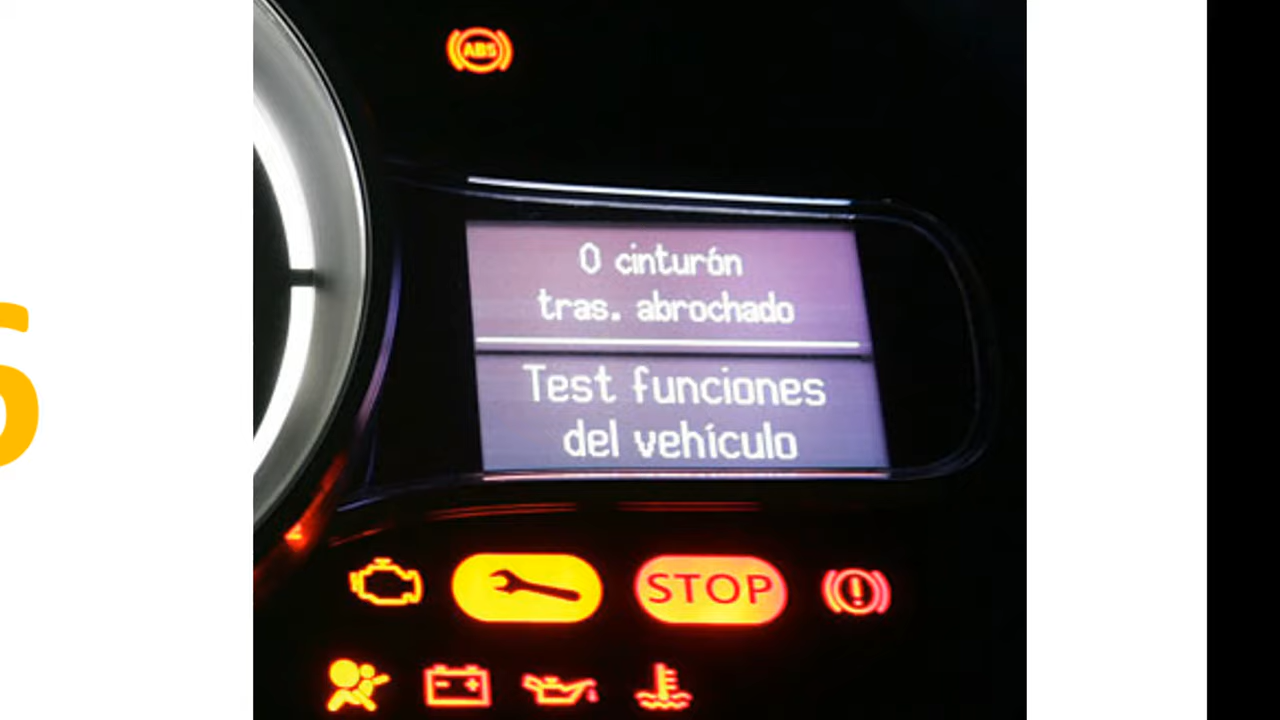 ABS
0 cinturón
tras. abrochado
Test funciones
del vehículo
STOP